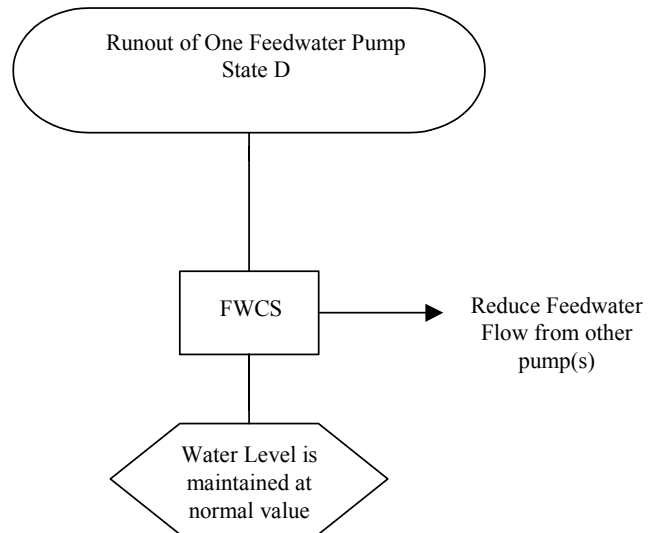 Runout of One Feedwater Pump
State D
FWCS
Reduce Feedwater
Flow from other
pump(s)
Water Level is
maintained at
normal value